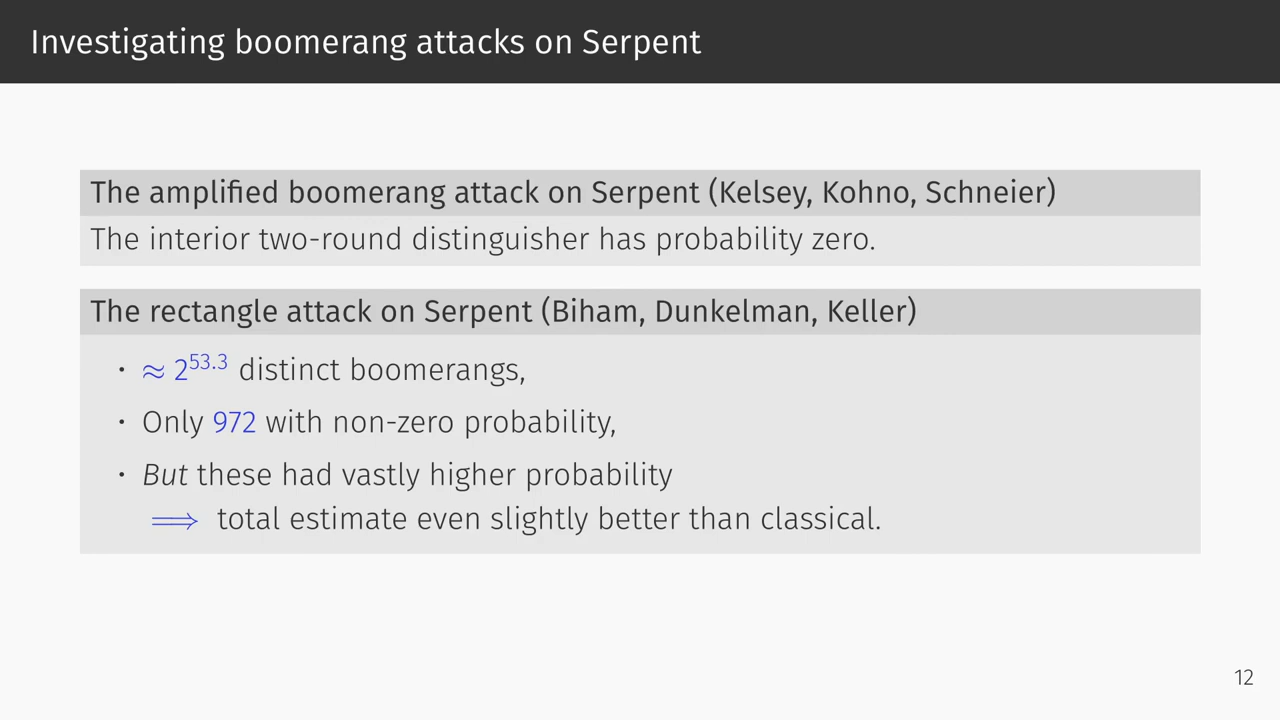 Investigating boomerang attacks on Serpent
The amplified boomerang attack on Serpent (Kelsey, Kohno, Schneier)
The interior two-round distinguisher has probability zero.
The rectangle attack on Serpent (Biham, Dunkelman, Keller)
• ≈ 2^53.3 distinct boomerangs,
• Only 972 with non-zero probability,
• But these had vastly higher probability
⟹ total estimate even slightly better than classical.
12